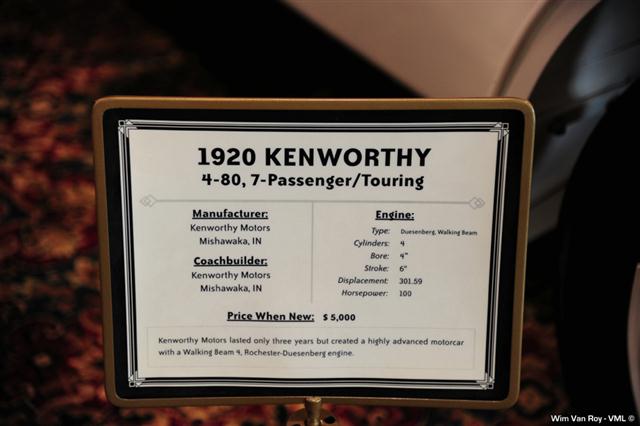 1920 KENWORTHY
4-80, 7-Passenger/Touring
Manufacturer:
Kenworthy Motors
Mishawaka, IN
Coachbuilder:
Kenworthy Motors
Mishawaka, IN
Engine:
Type: Duesenberg, Walking Beam
Cylinders: 4
Bore: 4"
Stroke: 6"
Displacement: 301.59
Horsepower: 100
Price When New: $ 5,000
Kenworthy Motors lasted only three years but created a highly advanced motorcar
with a Walking Beam 4, Rochester-Duesenberg engine.
Wim Van Roy - VML ©